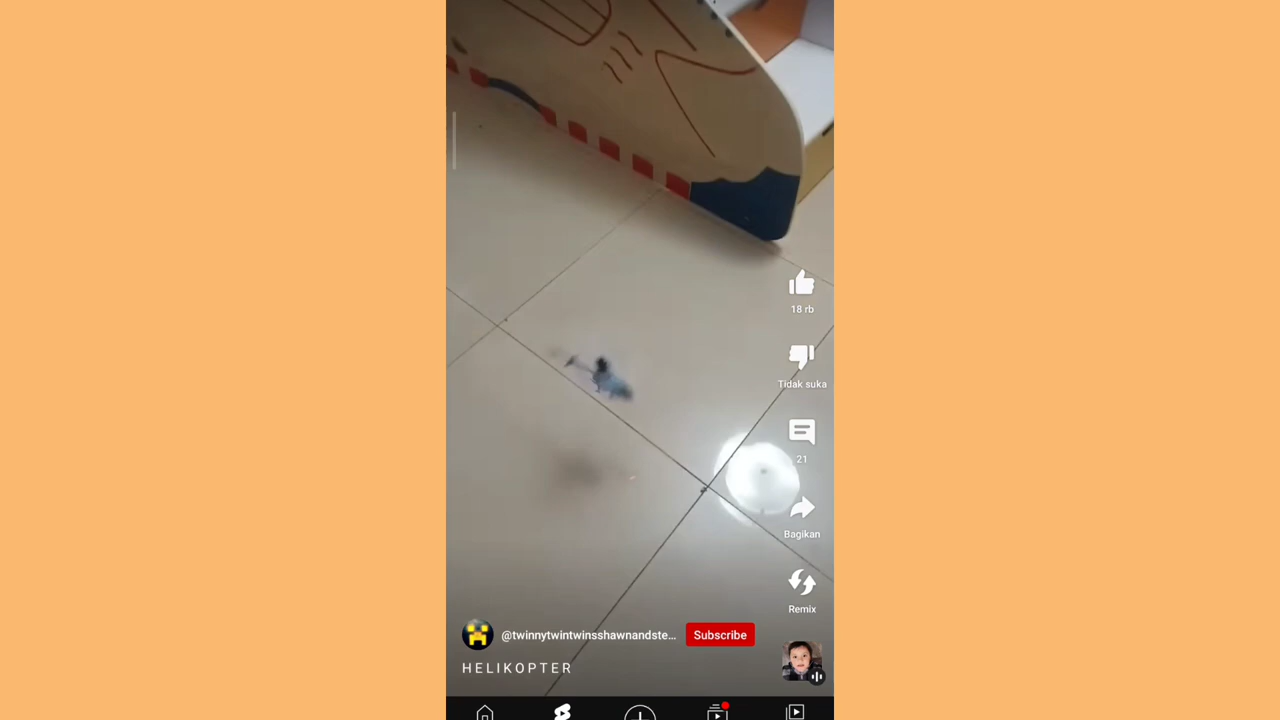 18 rb
Tidak suka
21
Bagikan
Remix
@twinnytwintwinsshawnandste... Subscribe
HELIKOPTER